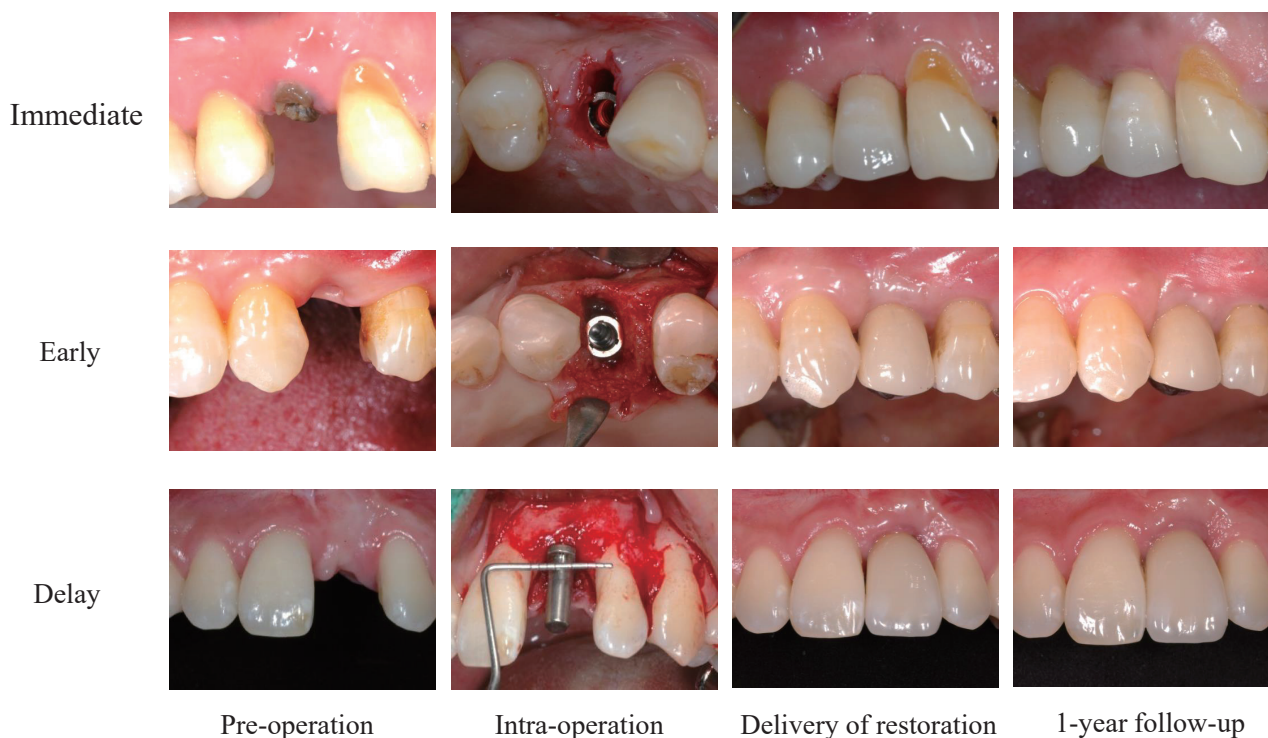 Immediate
Early
Delay
Pre-operation
Intra-operation
Delivery of restoration
1-year follow-up